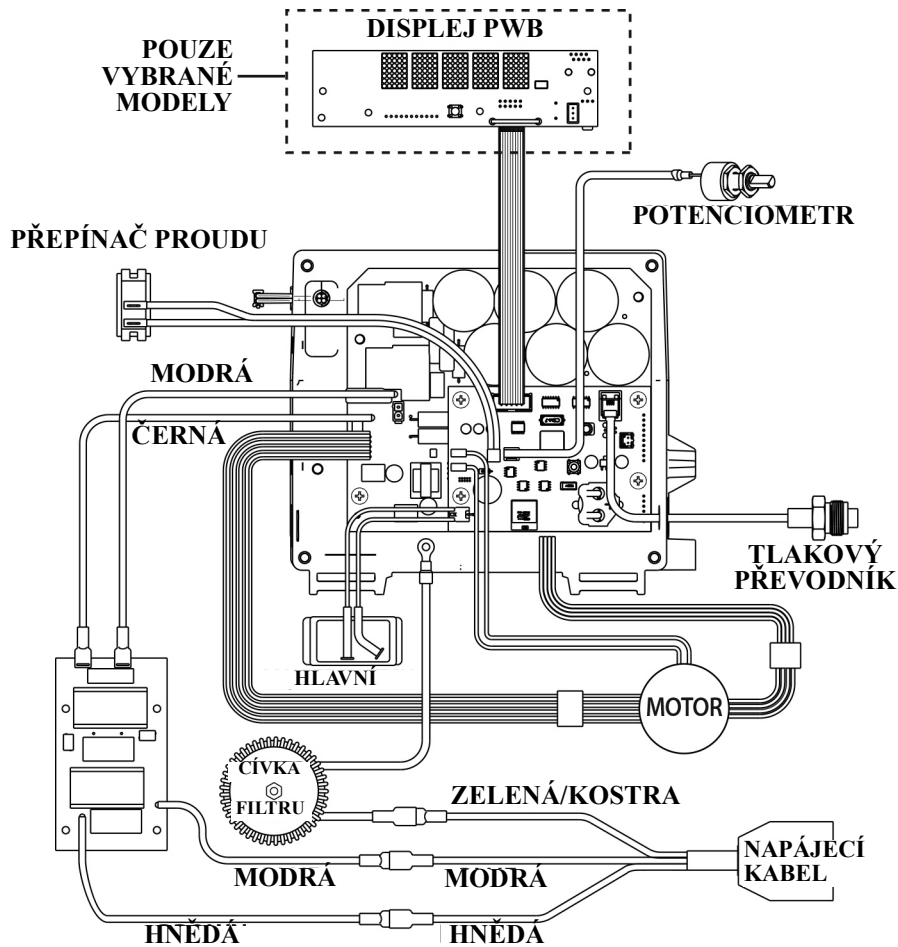 DISPLEJ PWB
POUZE
VYBRANÉ
MODELY
POTENCIOMETR
PŘEPÍNAČ PROUDU
MODRÁ
ČERNÁ
TLAKOVÝ
PŘEVODNÍK
HLAVNÍ
MOTOR
CÍVKA
FILTRU
ZELENÁ/KOSTRA
NAPÁJECÍ
KABEL
MODRÁ
MODRÁ
HNĚDÁ
HNĚDÁ